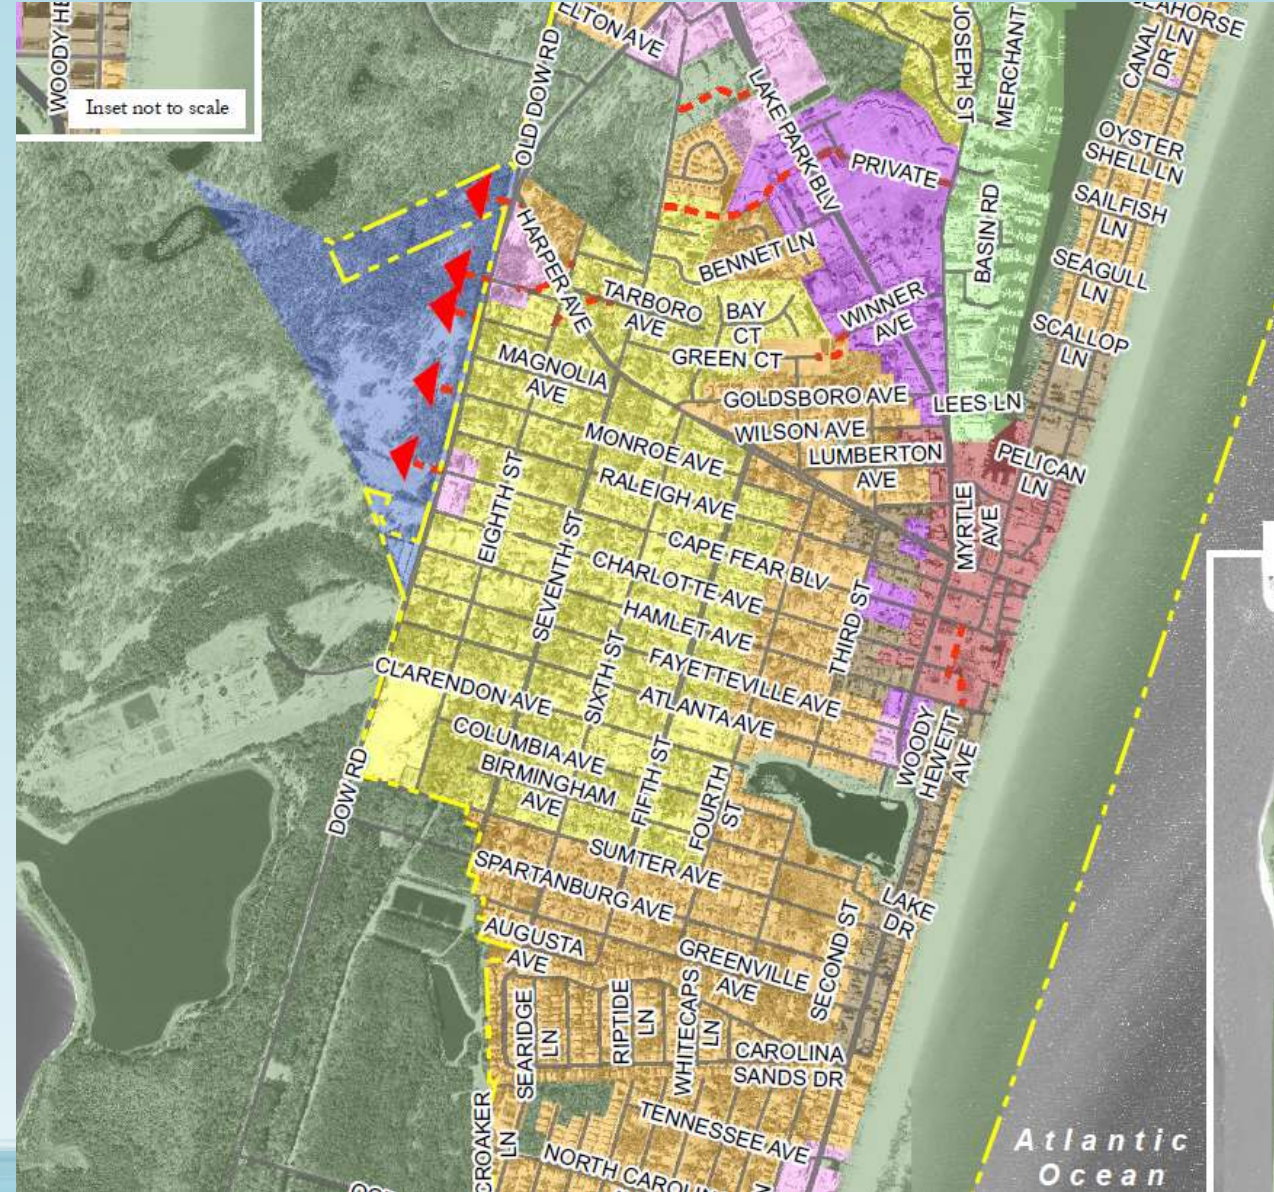 WOODY HE
Inset not to scale
ELTON AVE
OLD DOW RD
LAKE PARK BLV
JOSEPH ST
MERCHANT
CANAL
DR
EAHORSE
LN
OYSTER
SHELL LN
PRIVATE
BASIN RD
SAILFISH
LN
SEAGULL
LN
SCALLOP
LN
HARPER AVE
BENNET LN
TARBORO
AVE
BAY
CT
WINNER
AVE
GREEN CT
MAGNOLIA
AVE
GOLDSBORO AVE
LEES LN
WILSON AVE
MONROE AVE
LUMBERTON
AVE
PELICAN
LN
RALEIGH AVE
EIGHTH ST
MYRTLE
AVE
SEVENTH ST
CAPE FEAR BLV
CHARLOTTE AVE
HAMLET AVE
THIRD ST
SIXTH ST
FAYETTEVILLE AVE
CLARENDON AVE
ATLANTA AVE
COLUMBIA AVE
WOODY
HEWETT
AVE
BIRMINGHAM
AVE
FIFTH ST
FOURTH
ST
DOW RD
SUMTER AVE
SPARTANBURG AVE
LAKE
DR
AUGUSTA
AVE
GREENVILLE
AVE
SECOND ST
SEARIDGE
LN
RIPTIDE
LN
WHITECAPS
LN
CAROLINA
SANDS DR
CROAKER
LN
TENNESSEE AVE
NORTH CAROLIN
Atlantic
Ocean